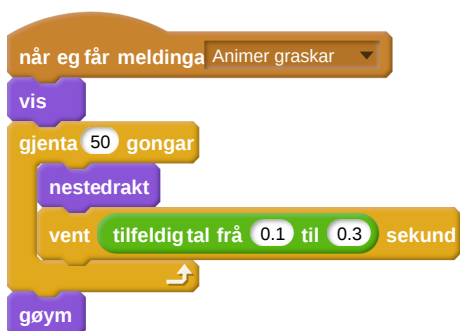 når eg får meldinga Animer graskar
vis
gjenta 50 gongar
nestedrakt
vent tilfeldig tal frå 0.1 til 0.3 sekund
gøym